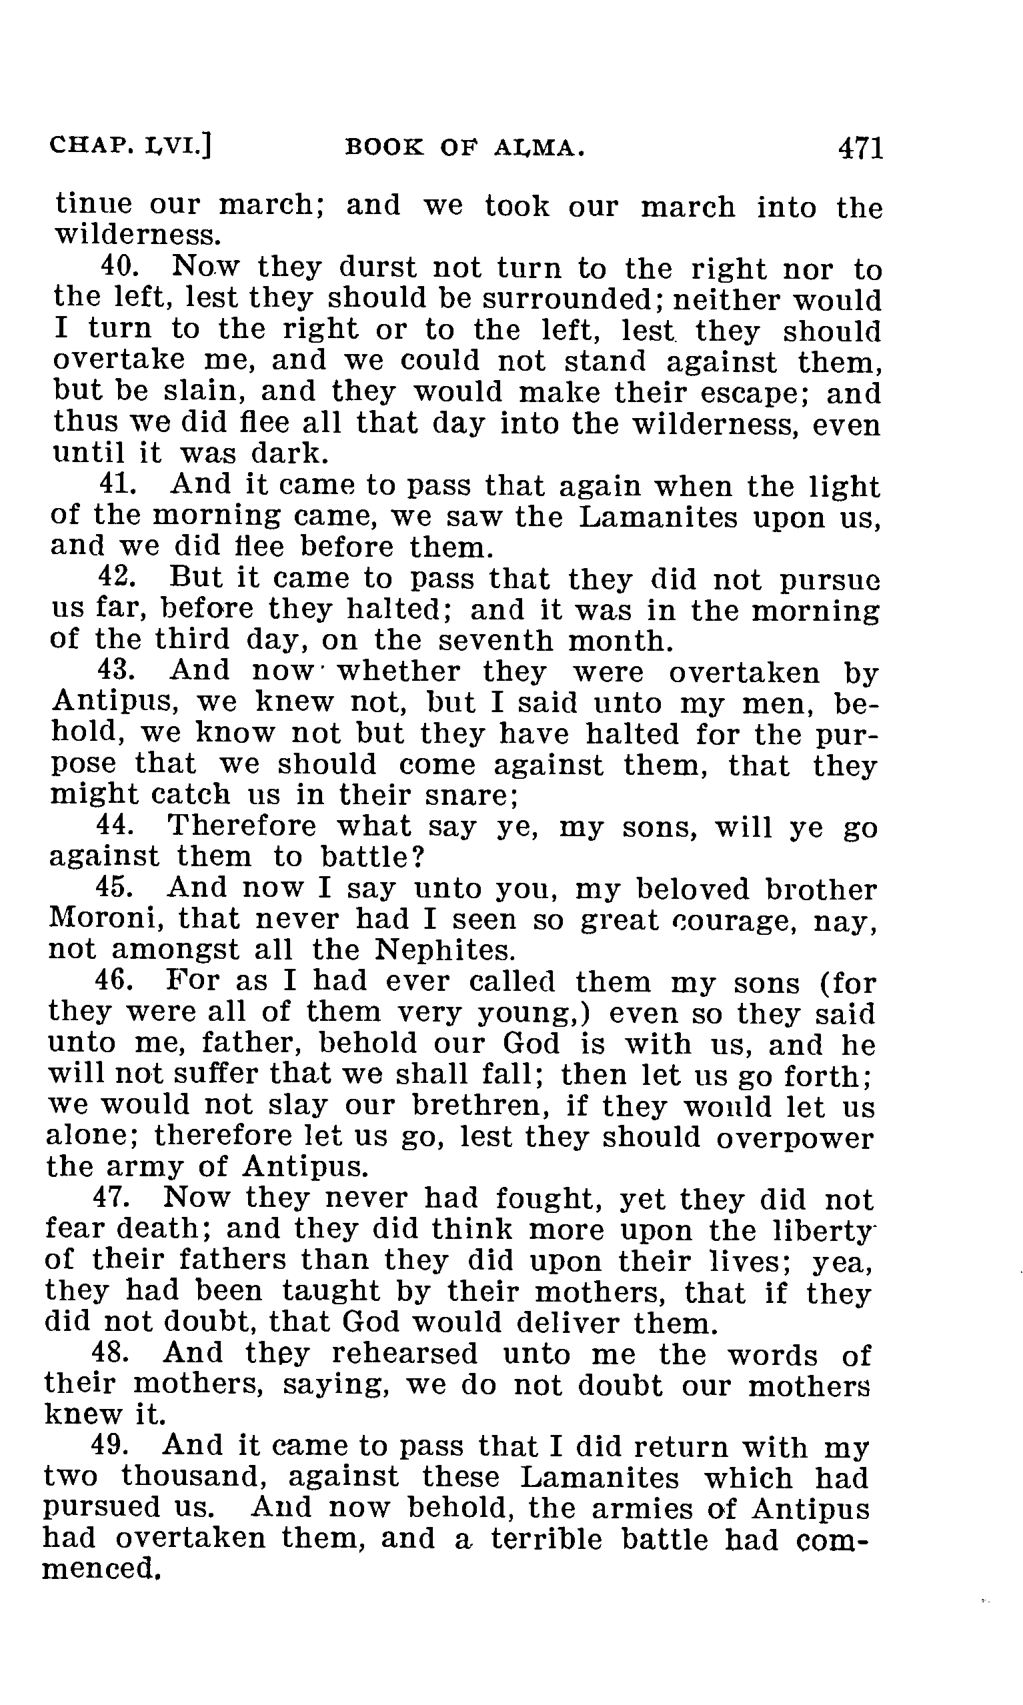 CHAP. LVI.] BOOK OF ALMA. 471
tinue our march; and we took our march into the
wilderness.
40. Now they durst not turn to the right nor to
the left, lest they should be surrounded; neither would
I turn to the right or to the left, lest they should
overtake me, and we could not stand against them,
but be slain, and they would make their escape; and
thus we did flee all that day into the wilderness, even
until it was dark.
41. And it came to pass that again when the light
of the morning came, we saw the Lamanites upon us,
and we did flee before them.
42. But it came to pass that they did not pursue
us far, before they halted; and it was in the morning
of the third day, on the seventh month.
43. And now whether they were overtaken by
Antipus, we knew not, but I said unto my men, be-
hold, we know not but they have halted for the pur-
pose that we should come against them, that they
might catch us in their snare;
44. Therefore what say ye, my sons, will ye go
against them to battle?
45. And now I say unto you, my beloved brother
Moroni, that never had I seen so great courage, nay,
not amongst all the Nephites.
46. For as I had ever called them my sons (for
they were all of them very young,) even so they said
unto me, father, behold our God is with us, and he
will not suffer that we shall fall; then let us go forth;
we would not slay our brethren, if they would let us
alone; therefore let us go, lest they should overpower
the army of Antipus.
47. Now they never had fought, yet they did not
fear death; and they did think more upon the liberty
of their fathers than they did upon their lives; yea,
they had been taught by their mothers, that if they
did not doubt, that God would deliver them.
48. And they rehearsed unto me the words of
their mothers, saying, we do not doubt our mothers
knew it.
49. And it came to pass that I did return with my
two thousand, against these Lamanites which had
pursued us. And now behold, the armies of Antipus
had overtaken them, and a terrible battle had com-
menced.